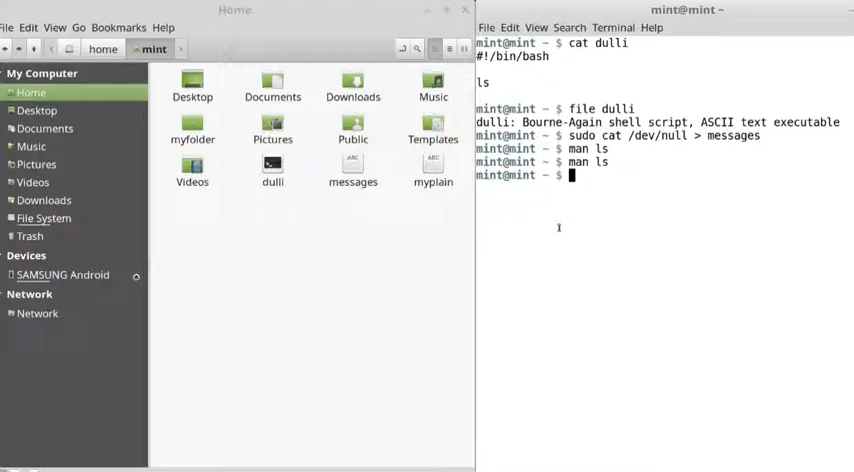 Home
File Edit View Go Bookmarks Help
home mint
My Computer
Home
Desktop
Documents
Music
Pictures
Videos
Downloads
File System
Trash
Devices
SAMSUNG Android
Network
Network
Desktop Documents Downloads Music
myfolder Pictures Public Templates
ABC ABC
Videos dulli messages myplain
mint@mint ~
File Edit View Search Terminal Help
mint@mint ~ $ cat dulli
#!/bin/bash
ls
mint@mint ~ $ file dulli
dulli: Bourne-Again shell script, ASCII text executable
mint@mint ~ $ sudo cat /dev/null > messages
mint@mint ~ $ man ls
mint@mint ~ $ man ls
mint@mint ~ $